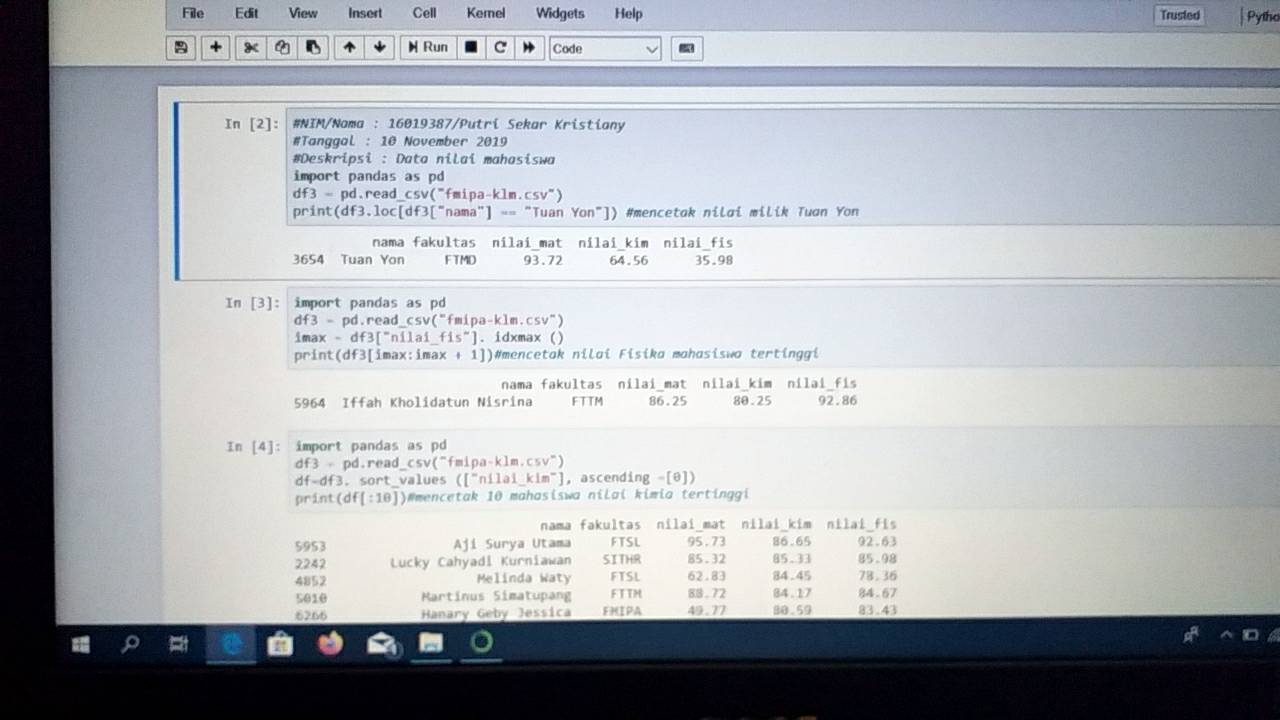 File Edit View Insert Cell Kernel Widgets Help Trusted
Run Code
In [2]: #NIM/Nama : 16019387/Putri Sekar Kristiany
#Tanggal : 10 November 2019
#Deskripsi : Data nilai mahasiswa
import pandas as pd
df3 = pd.read_csv("fmipa-klm.csv")
print(df3.loc[df3["nama"] == "Tuan Yon"]) #mencetak nilai milik Tuan Yon
nama fakultas nilai_mat nilai_kim nilai_fis
3654 Tuan Yon FTMD 93.72 64.56 35.98
In [3]: import pandas as pd
df3 = pd.read_csv("fmipa-klm.csv")
imax = df3["nilai_fis"]. idxmax ()
print(df3[imax:imax + 1])#mencetak nilai Fisika mahasiswa tertinggi
nama fakultas nilai_mat nilai_kim nilai_fis
5964 Iffah Kholidatun Nisrina FTTM 86.25 80.25 92.86
In [4]: import pandas as pd
df3 = pd.read_csv("fmipa-klm.csv")
df=df3. sort_values (["nilai_kim"], ascending =[0])
print(df[:10])#mencetak 10 mahasiswa nilai kimia tertinggi
nama fakultas nilai_mat nilai_kim nilai_fis
5953 Aji Surya Utama FTSL 95.73 86.65 92.63
2242 Lucky Cahyadi Kurniawan SITHR 85.32 85.33 85.98
4852 Melinda Waty FTSL 62.83 84.45 78.36
5010 Martinus Simatupang FTTM 88.72 84.17 84.67
6266 Hanary Geby Jessica FMIPA 49.77 80.59 83.43